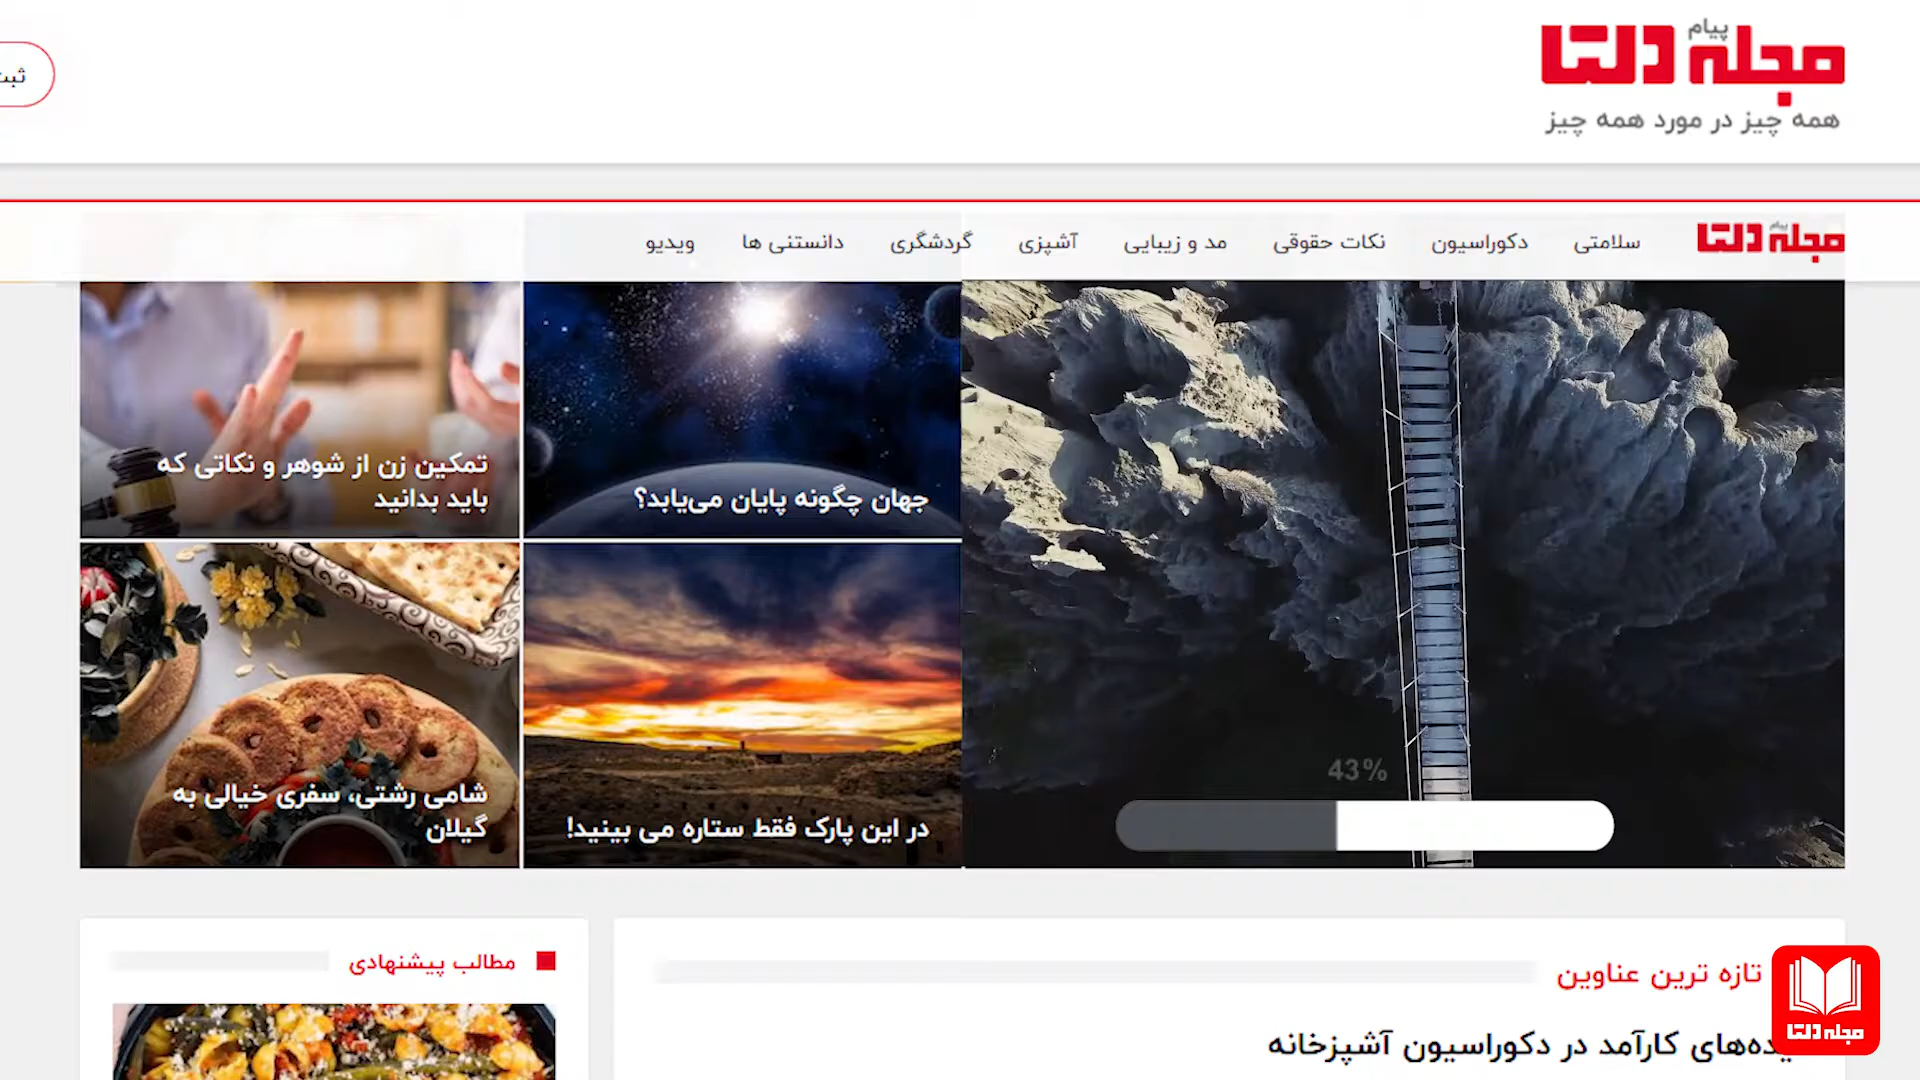 پیام
مجله دلتا
همه چیز در مورد همه چیز
ثبت
پیام
مجله دلتا
سلامتی
دکوراسیون
نکات حقوقی
مد و زیبایی
آشپزی
گردشگری
دانستنی ها
ویدیو
43%
جهان چگونه پایان می‌یابد؟
تمکین زن از شوهر و نکاتی که
باید بدانید
در این پارک فقط ستاره می بینید!
شامی رشتی، سفری خیالی به
گیلان
تازه ترین عناوین
کارآمد در دکوراسیون آشپزخانه
مطالب پیشنهادی
مجله دلتا